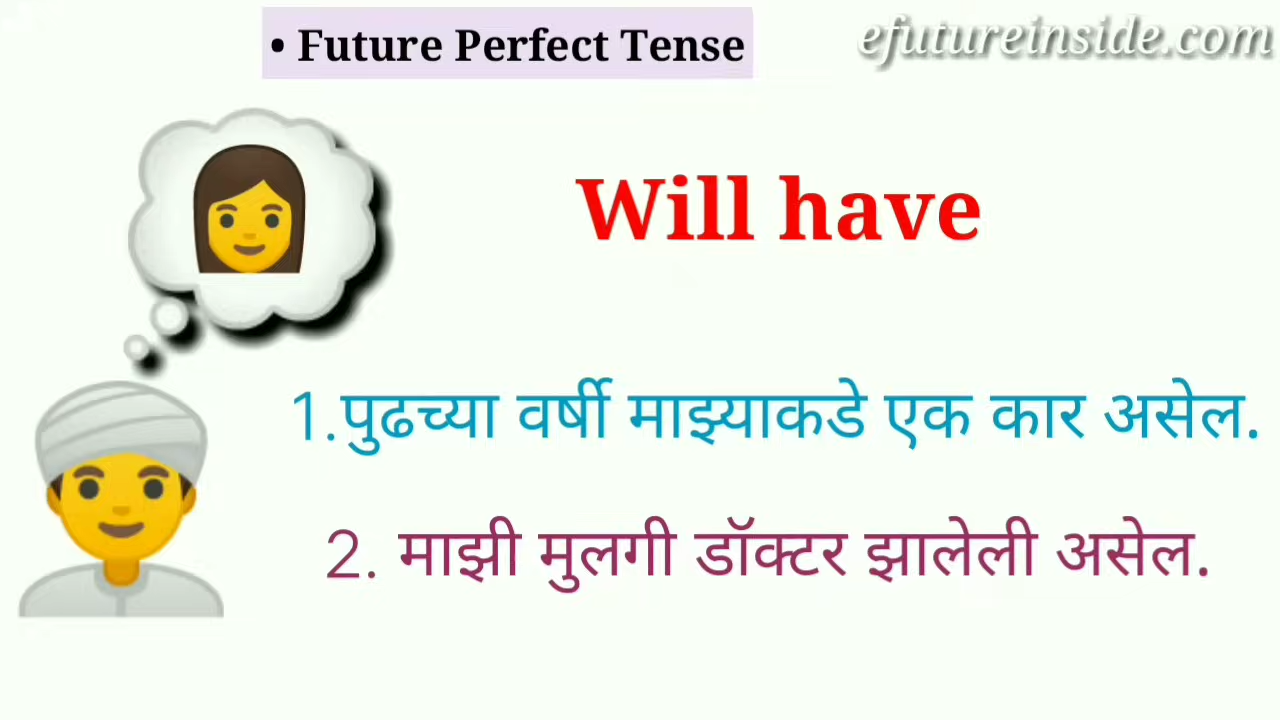 • Future Perfect Tense
efutureinside.com
Will have
1.पुढच्या वर्षी माझ्याकडे एक कार असेल.
2. माझी मुलगी डॉक्टर झालेली असेल.